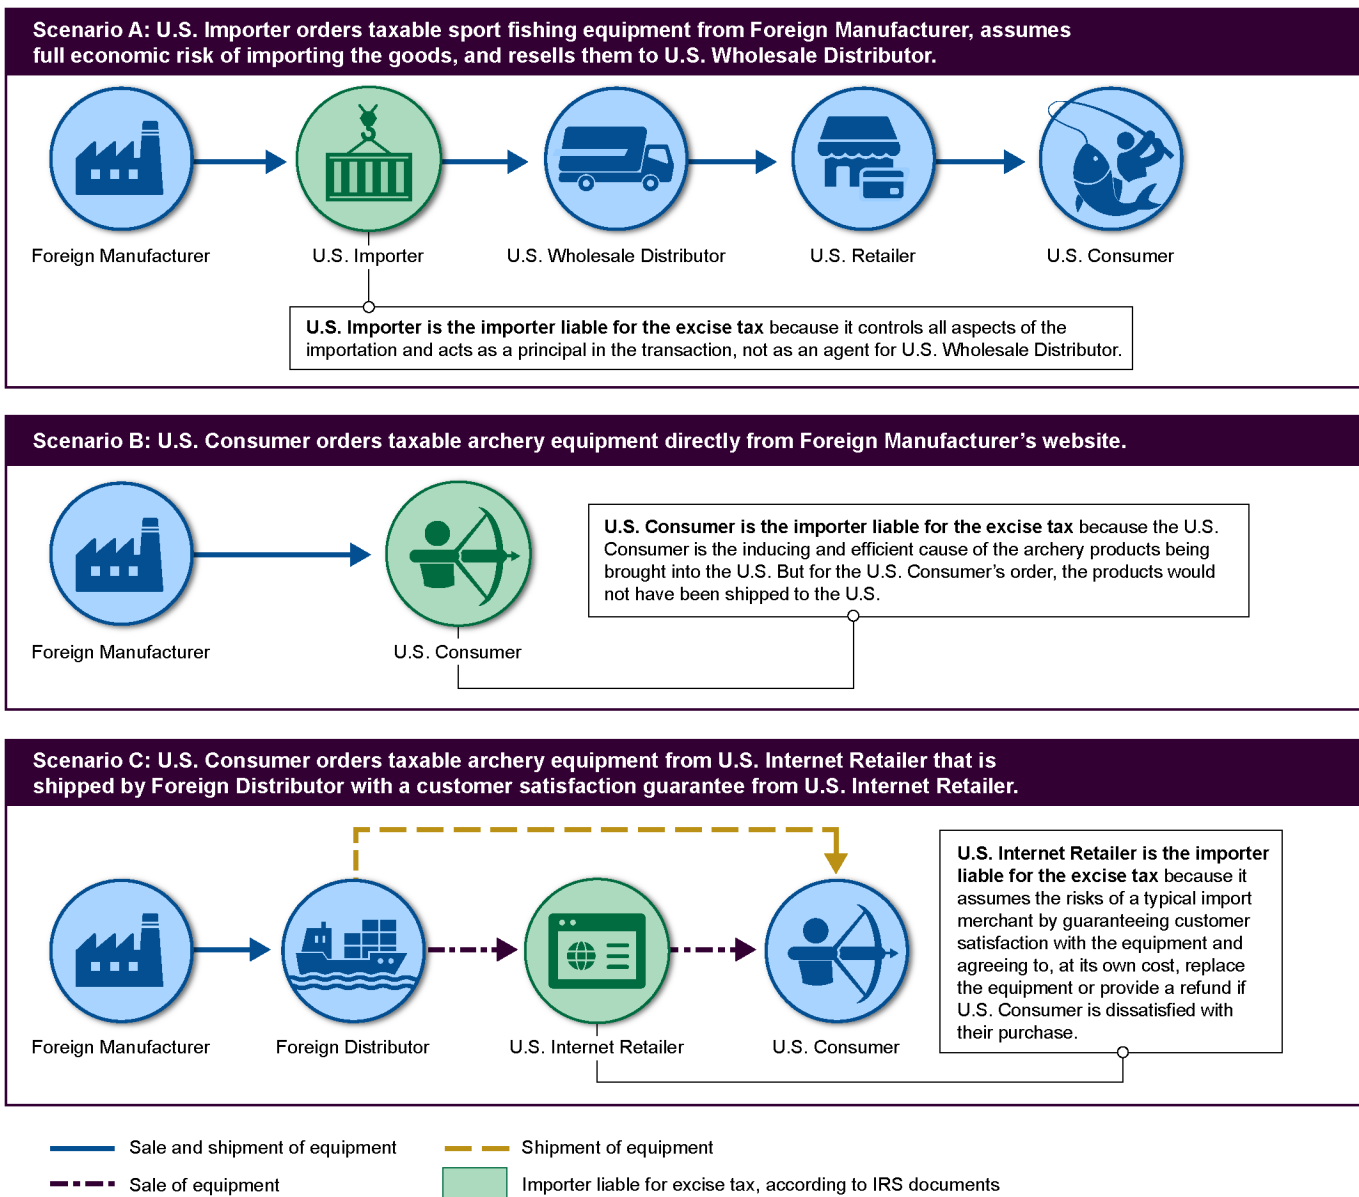 Scenario A: U.S. Importer orders taxable sport fishing equipment from Foreign Manufacturer, assumes
full economic risk of importing the goods, and resells them to U.S. Wholesale Distributor.
Foreign Manufacturer
U.S. Importer
U.S. Wholesale Distributor
U.S. Retailer
U.S. Consumer
U.S. Importer is the importer liable for the excise tax because it controls all aspects of the
importation and acts as a principal in the transaction, not as an agent for U.S. Wholesale Distributor.
Scenario B: U.S. Consumer orders taxable archery equipment directly from Foreign Manufacturer’s website.
Foreign Manufacturer
U.S. Consumer
U.S. Consumer is the importer liable for the excise tax because the U.S.
Consumer is the inducing and efficient cause of the archery products being
brought into the U.S. But for the U.S. Consumer’s order, the products would
not have been shipped to the U.S.
Scenario C: U.S. Consumer orders taxable archery equipment from U.S. Internet Retailer that is
shipped by Foreign Distributor with a customer satisfaction guarantee from U.S. Internet Retailer.
Foreign Manufacturer
Foreign Distributor
U.S. Internet Retailer
U.S. Consumer
U.S. Internet Retailer is the importer
liable for the excise tax because it
assumes the risks of a typical import
merchant by guaranteeing customer
satisfaction with the equipment and
agreeing to, at its own cost, replace
the equipment or provide a refund if
U.S. Consumer is dissatisfied with
their purchase.
Sale and shipment of equipment
Shipment of equipment
Sale of equipment
Importer liable for excise tax, according to IRS documents